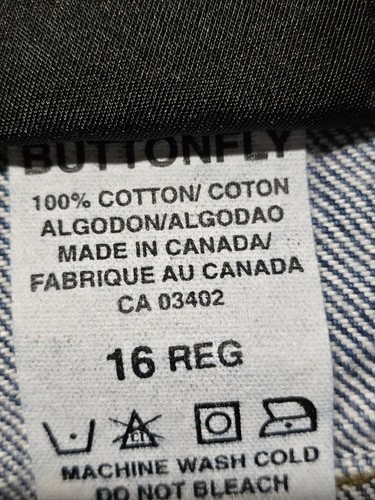 BUTTONFLY
100% COTTON/ COTON
ALGODON/ALGODAO
MADE IN CANADA/
FABRIQUE AU CANADA
CA 03402
16 REG
MACHINE WASH COLD
DO NOT BLEACH